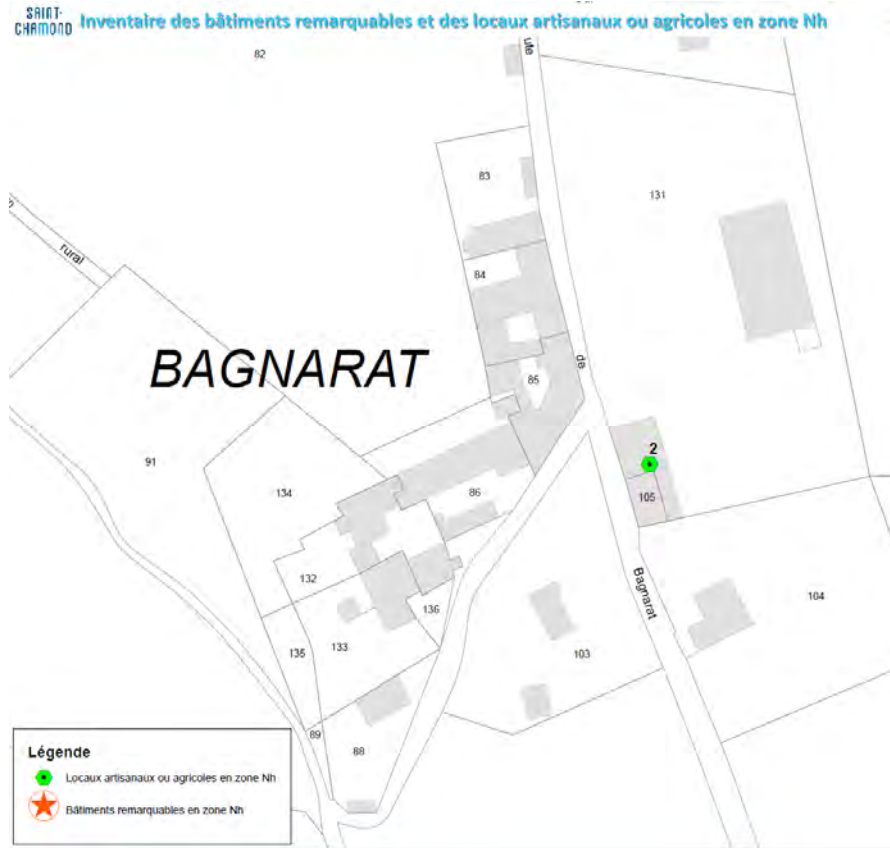 SAINT-
CHAMOND
Inventaire des bâtiments remarquables et des locaux artisanaux ou agricoles en zone Nh
82
ute
83
131
rural
84
de
BAGNARAT
85
91
2
134
86
105
132
Bagnarat
136
104
133
103
135
89
88
Légende
Locaux artisanaux ou agricoles en zone Nh
Bâtiments remarquables en zone Nh